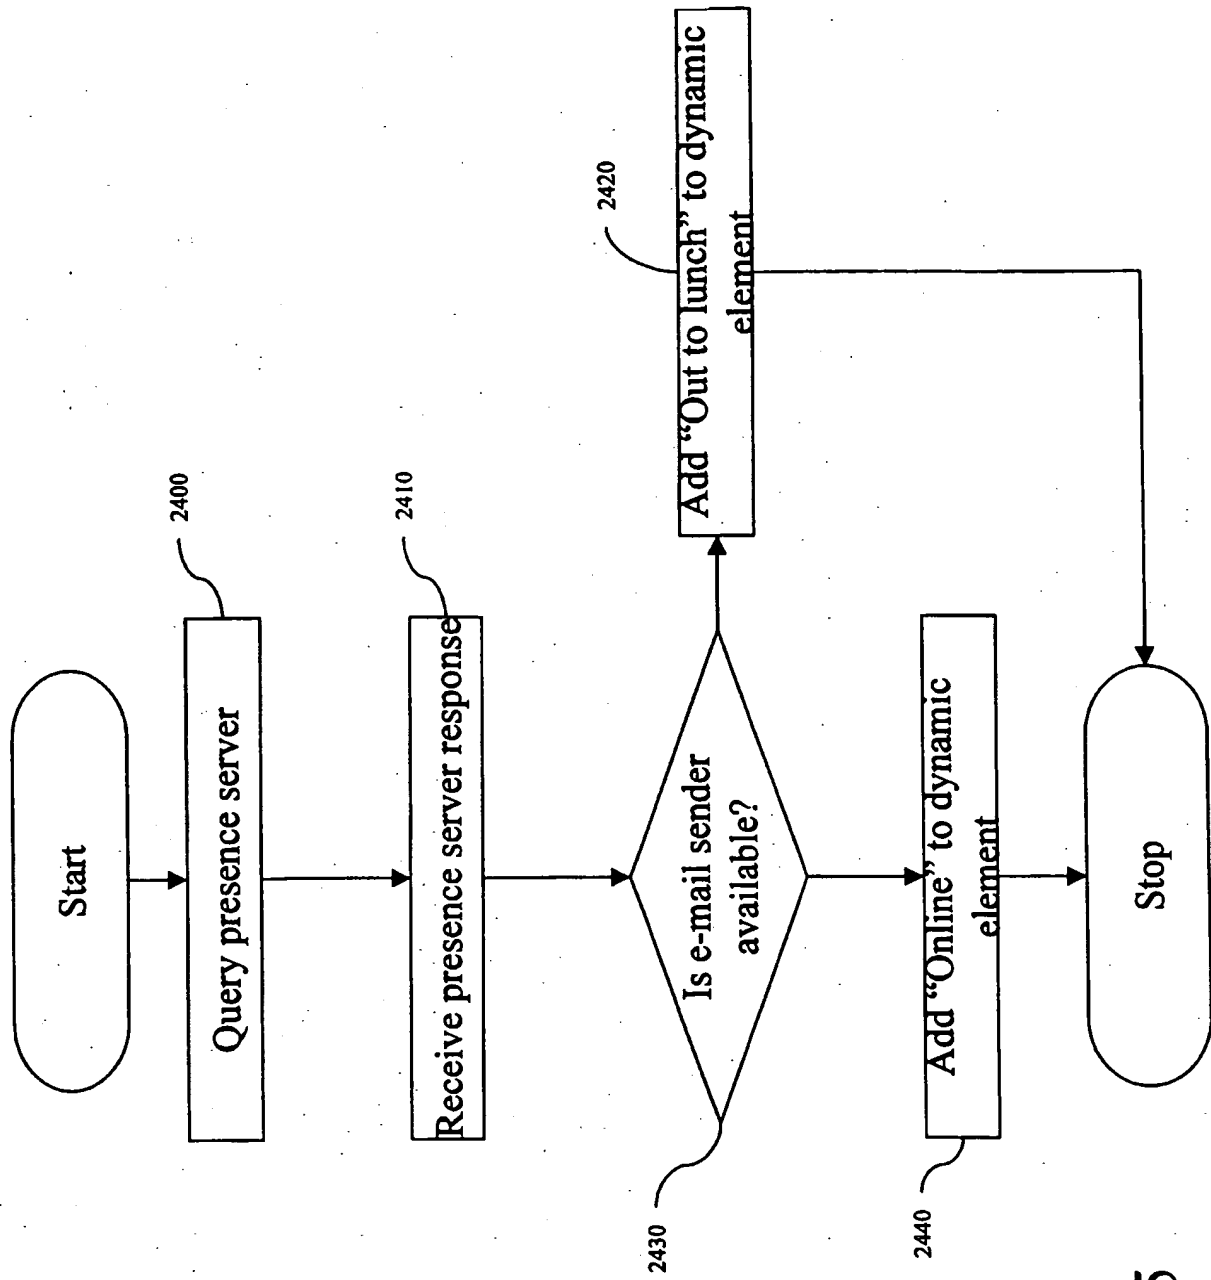 Start
2400
Query presence server
2410
Receive presence server response
2430
Is e-mail sender
available?
2420
Add “Out to lunch” to dynamic
element
2440
Add “Online” to dynamic
element
Stop